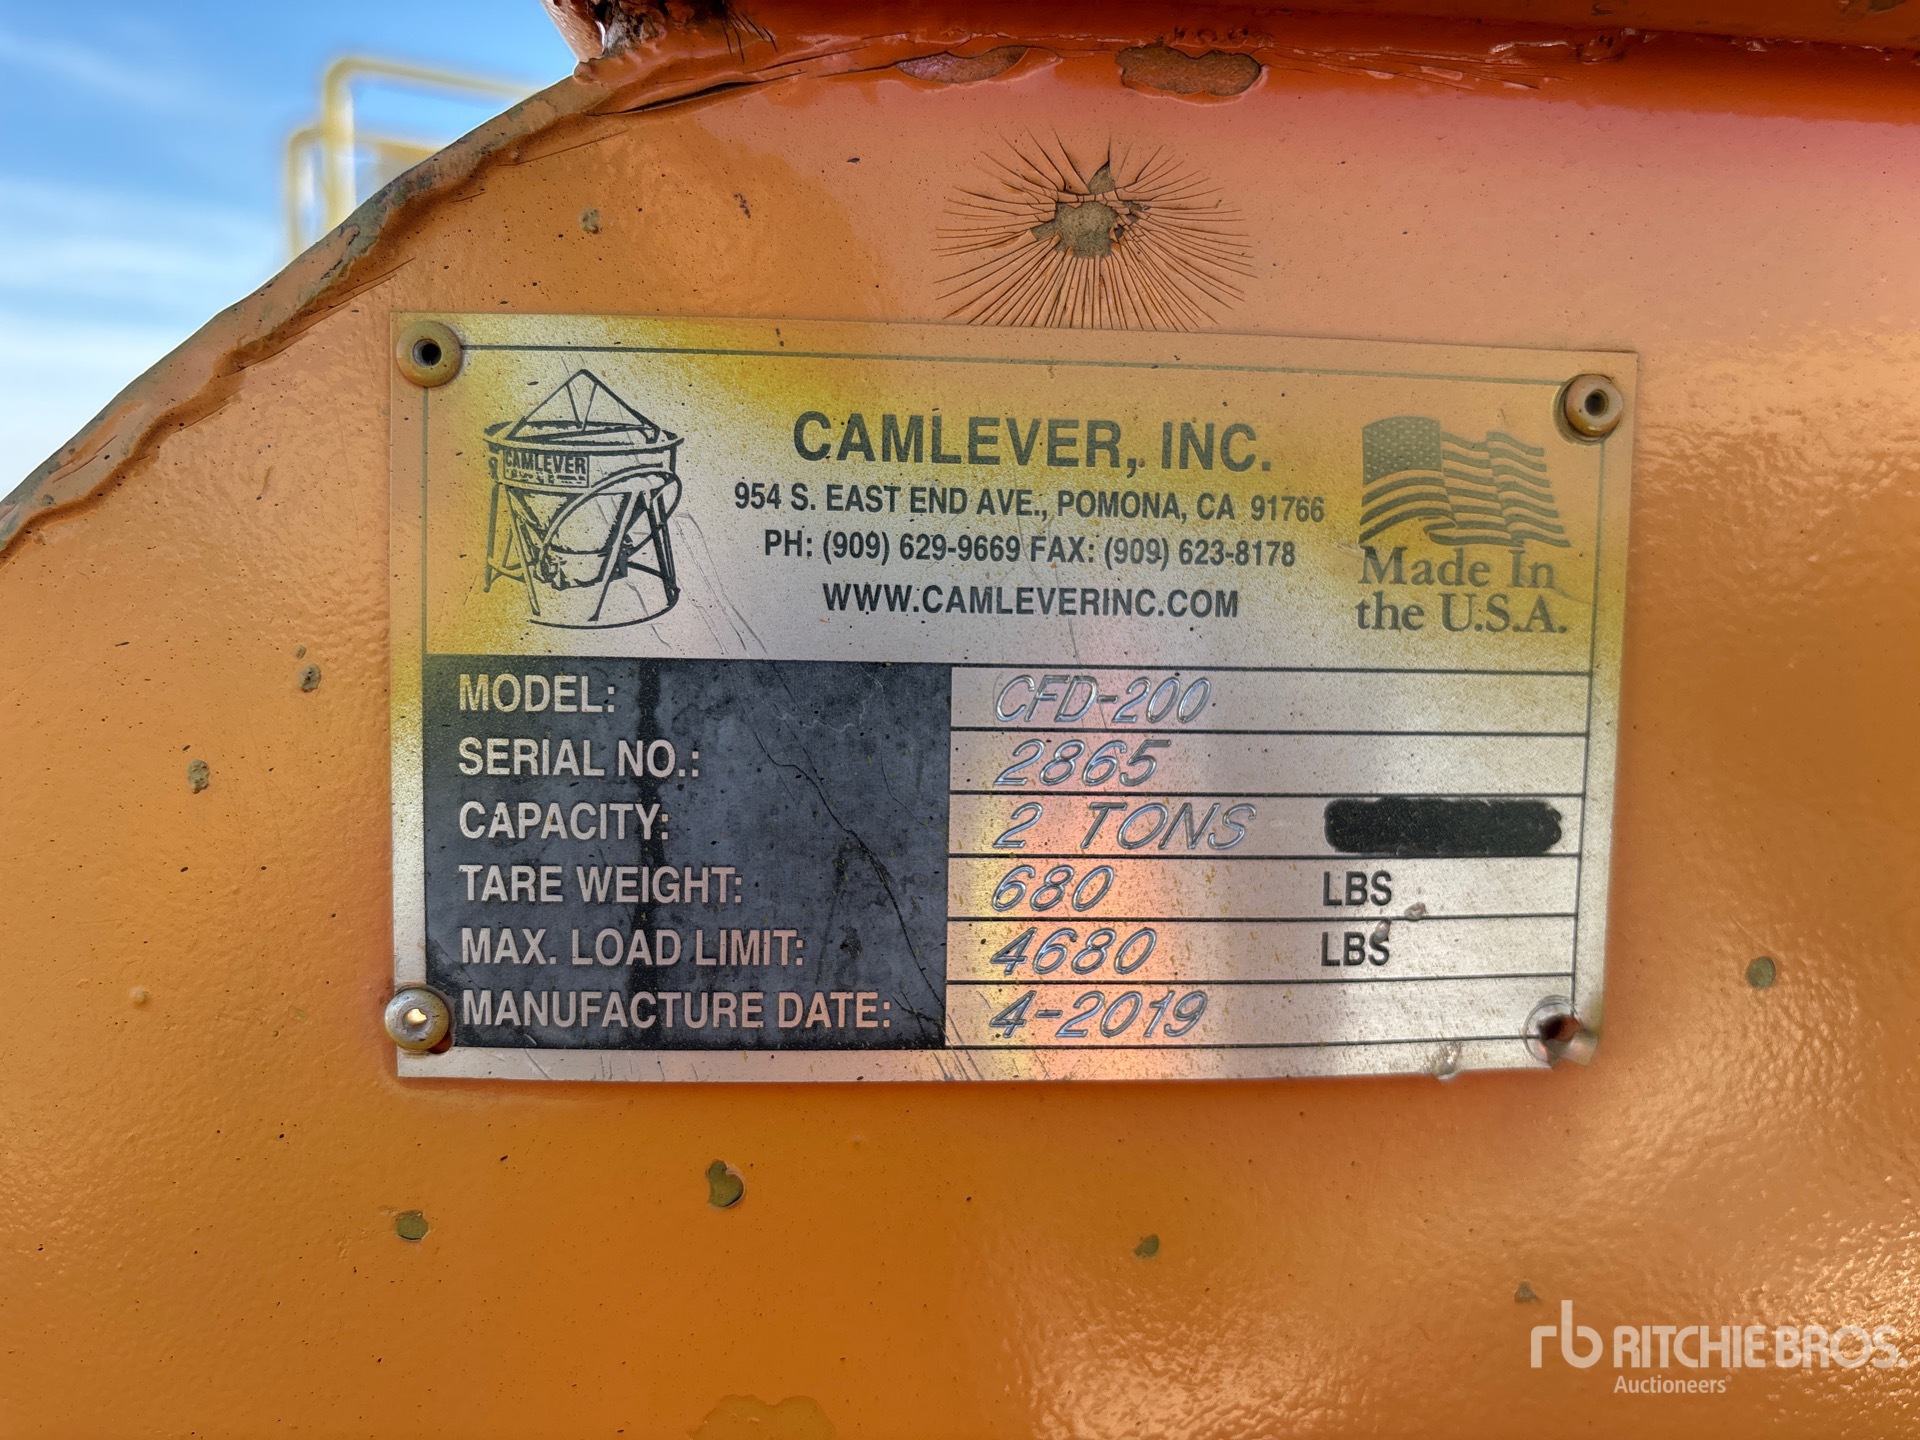 CAMLEVER
CAMLEVER, INC.
954 S. EAST END AVE., POMONA, CA 91766
PH: (909) 629-9669 FAX: (909) 623-8178
WWW.CAMLEVERINC.COM
Made In
the U.S.A.
MODEL: CFD-200
SERIAL NO.: 2865
CAPACITY: 2 TONS
TARE WEIGHT: 680 LBS
MAX. LOAD LIMIT: 4680 LBS
MANUFACTURE DATE: 4-2019
rb RITCHIE BROS.
Auctioneers